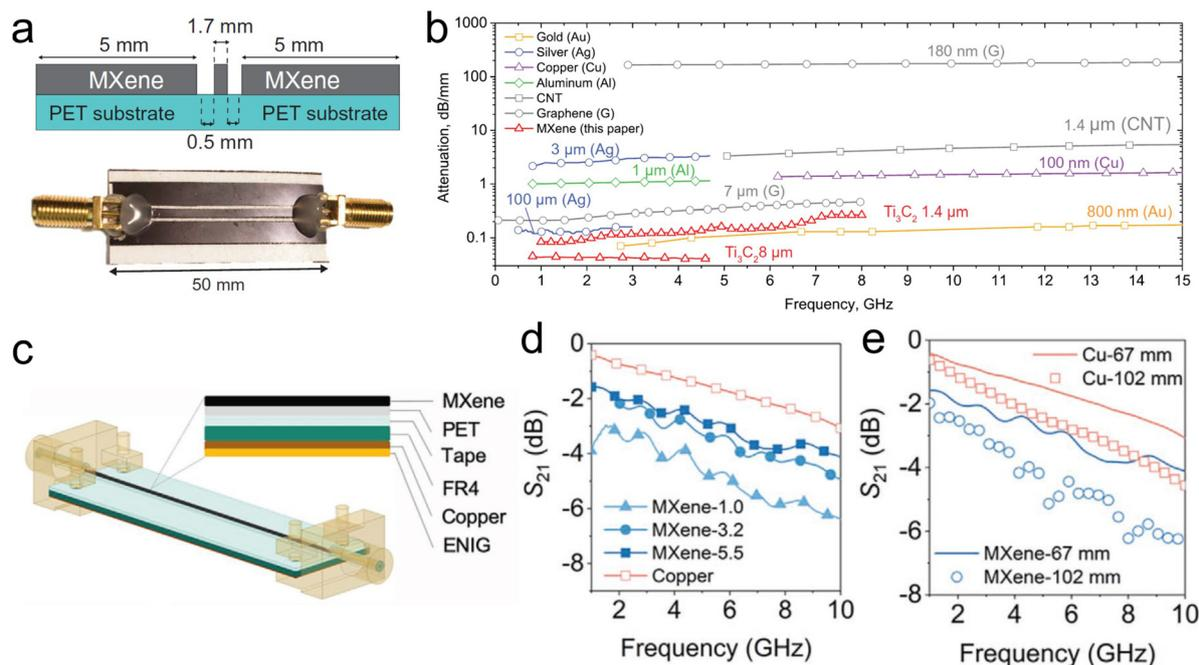 a
1.7 mm
5 mm
5 mm
MXene
MXene
PET substrate
PET substrate
0.5 mm
50 mm
b
Attenuation, dB/mm
1000
100
10
1
0.1
Gold (Au)
Silver (Ag)
Copper (Cu)
Aluminum (Al)
CNT
Graphene (G)
MXene (this paper)
180 nm (G)
1.4 µm (CNT)
3 µm (Ag)
100 nm (Cu)
1 µm (Al)
7 µm (G)
100 µm (Ag)
Ti₃C₂ 1.4 µm
800 nm (Au)
Ti₃C₂8 µm
0 1 2 3 4 5 6 7 8 9 10 11 12 13 14 15
Frequency, GHz
c
MXene
PET
Tape
FR4
Copper
ENIG
d
S₂₁ (dB)
0
-2
-4
-6
-8
MXene-1.0
MXene-3.2
MXene-5.5
Copper
2 4 6 8 10
Frequency (GHz)
e
S₂₁ (dB)
0
-2
-4
-6
-8
Cu-67 mm
Cu-102 mm
MXene-67 mm
MXene-102 mm
2 4 6 8 10
Frequency (GHz)